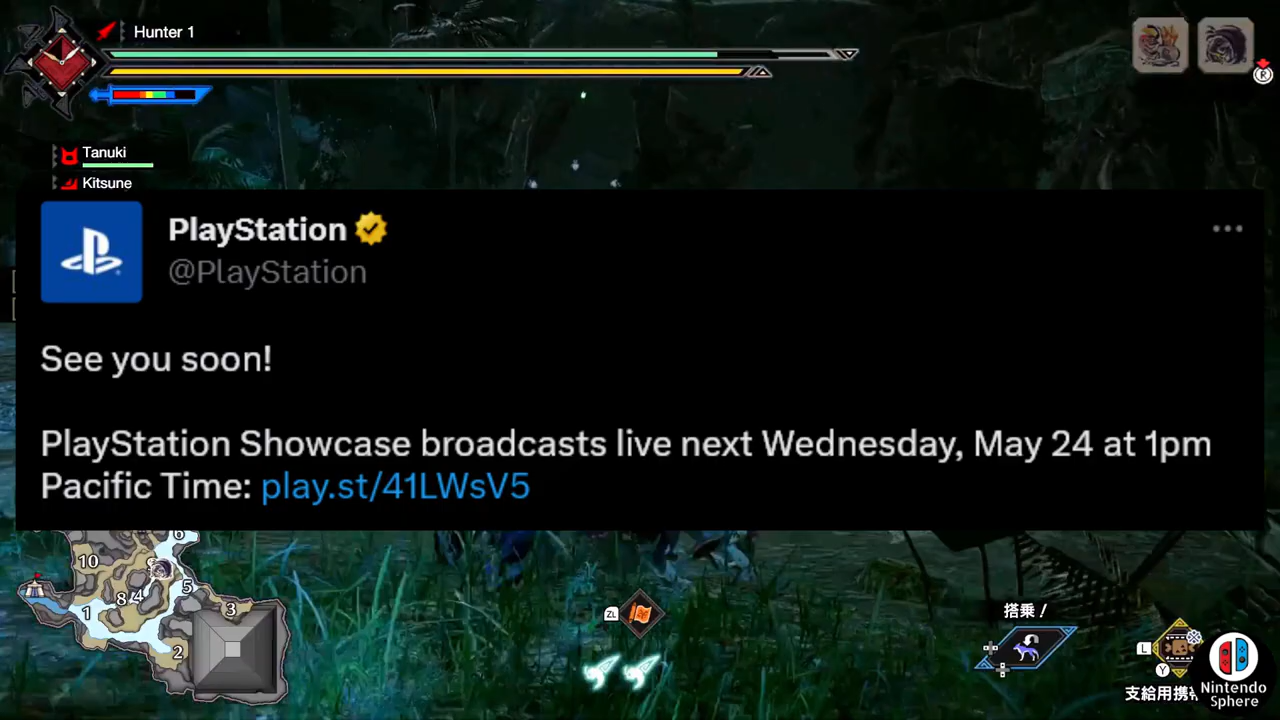 Hunter 1
Tanuki
Kitsune
PlayStation
@PlayStation
See you soon!
PlayStation Showcase broadcasts live next Wednesday, May 24 at 1pm
Pacific Time: play.st/41LWsV5
6
10
5
8
4
1
3
2
ZL
搭乗！
L
Y
支給用携
Nintendo
Sphere